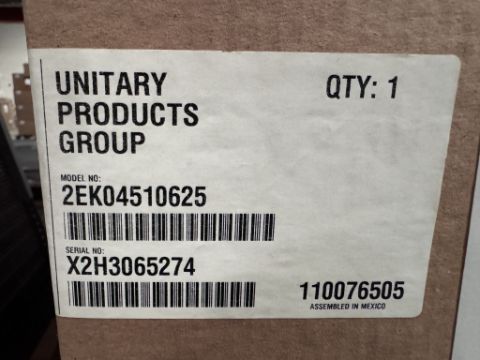 UNITARY
PRODUCTS
GROUP
QTY: 1
MODEL NO:
2EK04510625
SERIAL NO:
X2H3065274
110076505
ASSEMBLED IN MEXICO